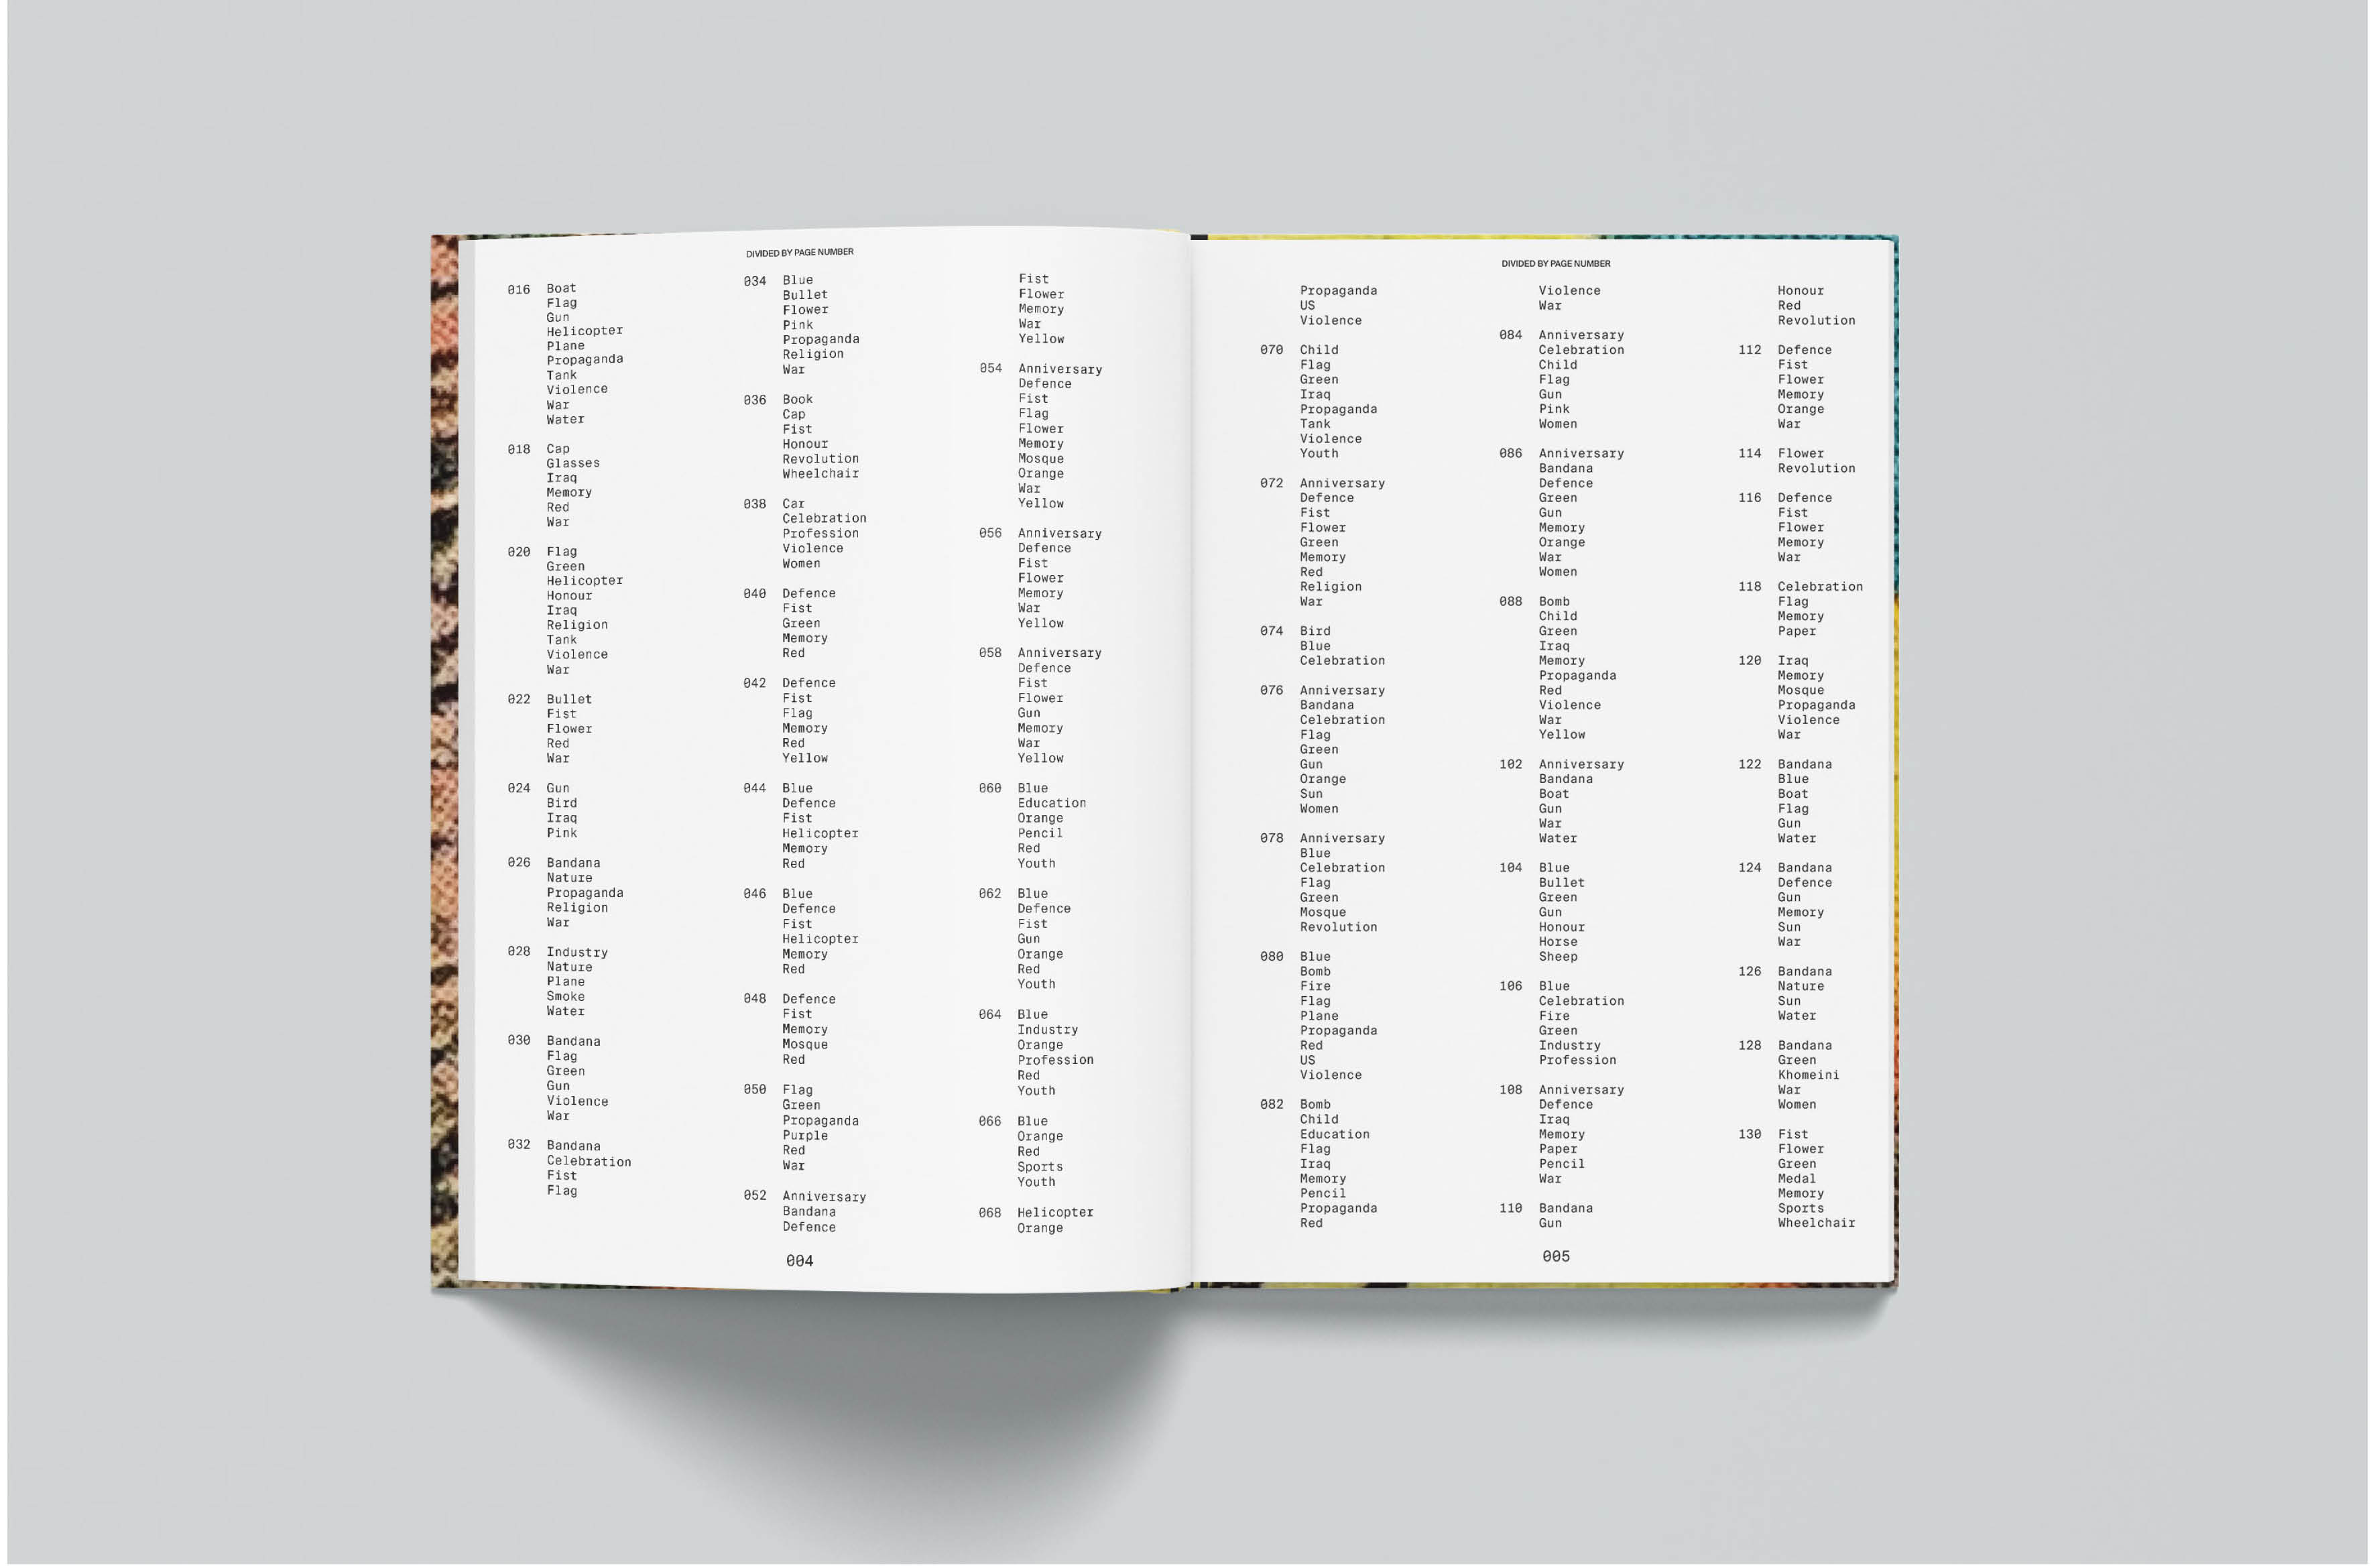 DIVIDED BY PAGE NUMBER
016 Boat
Flag
Gun
Helicopter
Plane
Propaganda
Tank
Violence
War
Water
018 Cap
Glasses
Iraq
Memory
Red
War
020 Flag
Green
Helicopter
Honour
Iraq
Religion
Tank
Violence
War
022 Bullet
Fist
Flower
Red
War
024 Gun
Bird
Iraq
Pink
026 Bandana
Nature
Propaganda
Religion
War
028 Industry
Nature
Plane
Smoke
Water
030 Bandana
Flag
Green
Gun
Violence
War
032 Bandana
Celebration
Fist
Flag
034 Blue
Bullet
Flower
Pink
Propaganda
Religion
War
036 Book
Cap
Fist
Honour
Revolution
Wheelchair
038 Car
Celebration
Profession
Violence
Women
040 Defence
Fist
Green
Memory
Red
042 Defence
Fist
Flag
Memory
Red
Yellow
044 Blue
Defence
Fist
Helicopter
Memory
Red
046 Blue
Defence
Fist
Helicopter
Memory
Red
048 Defence
Fist
Memory
Mosque
Red
050 Flag
Green
Propaganda
Purple
Red
War
052 Anniversary
Bandana
Defence
Fist
Flower
Memory
War
Yellow
054 Anniversary
Defence
Fist
Flag
Flower
Memory
Mosque
Orange
War
Yellow
056 Anniversary
Defence
Fist
Flower
Memory
War
Yellow
058 Anniversary
Defence
Fist
Flower
Gun
Memory
War
Yellow
060 Blue
Education
Orange
Pencil
Red
Youth
062 Blue
Defence
Fist
Gun
Orange
Red
Youth
064 Blue
Industry
Orange
Profession
Red
Youth
066 Blue
Orange
Red
Sports
Youth
068 Helicopter
Orange
004
DIVIDED BY PAGE NUMBER
Propaganda
US
Violence
070 Child
Flag
Green
Iraq
Propaganda
Tank
Violence
Youth
072 Anniversary
Defence
Fist
Flower
Green
Memory
Red
Religion
War
074 Bird
Blue
Celebration
076 Anniversary
Bandana
Celebration
Flag
Green
Gun
Orange
Sun
Women
078 Anniversary
Blue
Celebration
Flag
Green
Mosque
Revolution
080 Blue
Bomb
Fire
Flag
Plane
Propaganda
Red
US
Violence
082 Bomb
Child
Education
Flag
Iraq
Memory
Pencil
Propaganda
Red
Violence
War
084 Anniversary
Celebration
Child
Flag
Gun
Pink
Women
086 Anniversary
Bandana
Defence
Green
Gun
Memory
Orange
War
Women
088 Bomb
Child
Green
Iraq
Memory
Propaganda
Red
Violence
War
Yellow
102 Anniversary
Bandana
Boat
Gun
War
Water
104 Blue
Bullet
Green
Gun
Honour
Horse
Sheep
106 Blue
Celebration
Fire
Green
Industry
Profession
108 Anniversary
Defence
Iraq
Memory
Paper
Pencil
War
110 Bandana
Gun
Honour
Red
Revolution
112 Defence
Fist
Flower
Memory
Orange
War
114 Flower
Revolution
116 Defence
Fist
Flower
Memory
War
118 Celebration
Flag
Memory
Paper
120 Iraq
Memory
Mosque
Propaganda
Violence
War
122 Bandana
Blue
Boat
Flag
Gun
Water
124 Bandana
Defence
Gun
Memory
Sun
War
126 Bandana
Nature
Sun
Water
128 Bandana
Green
Khomeini
War
Women
130 Fist
Flower
Green
Medal
Memory
Sports
Wheelchair
005